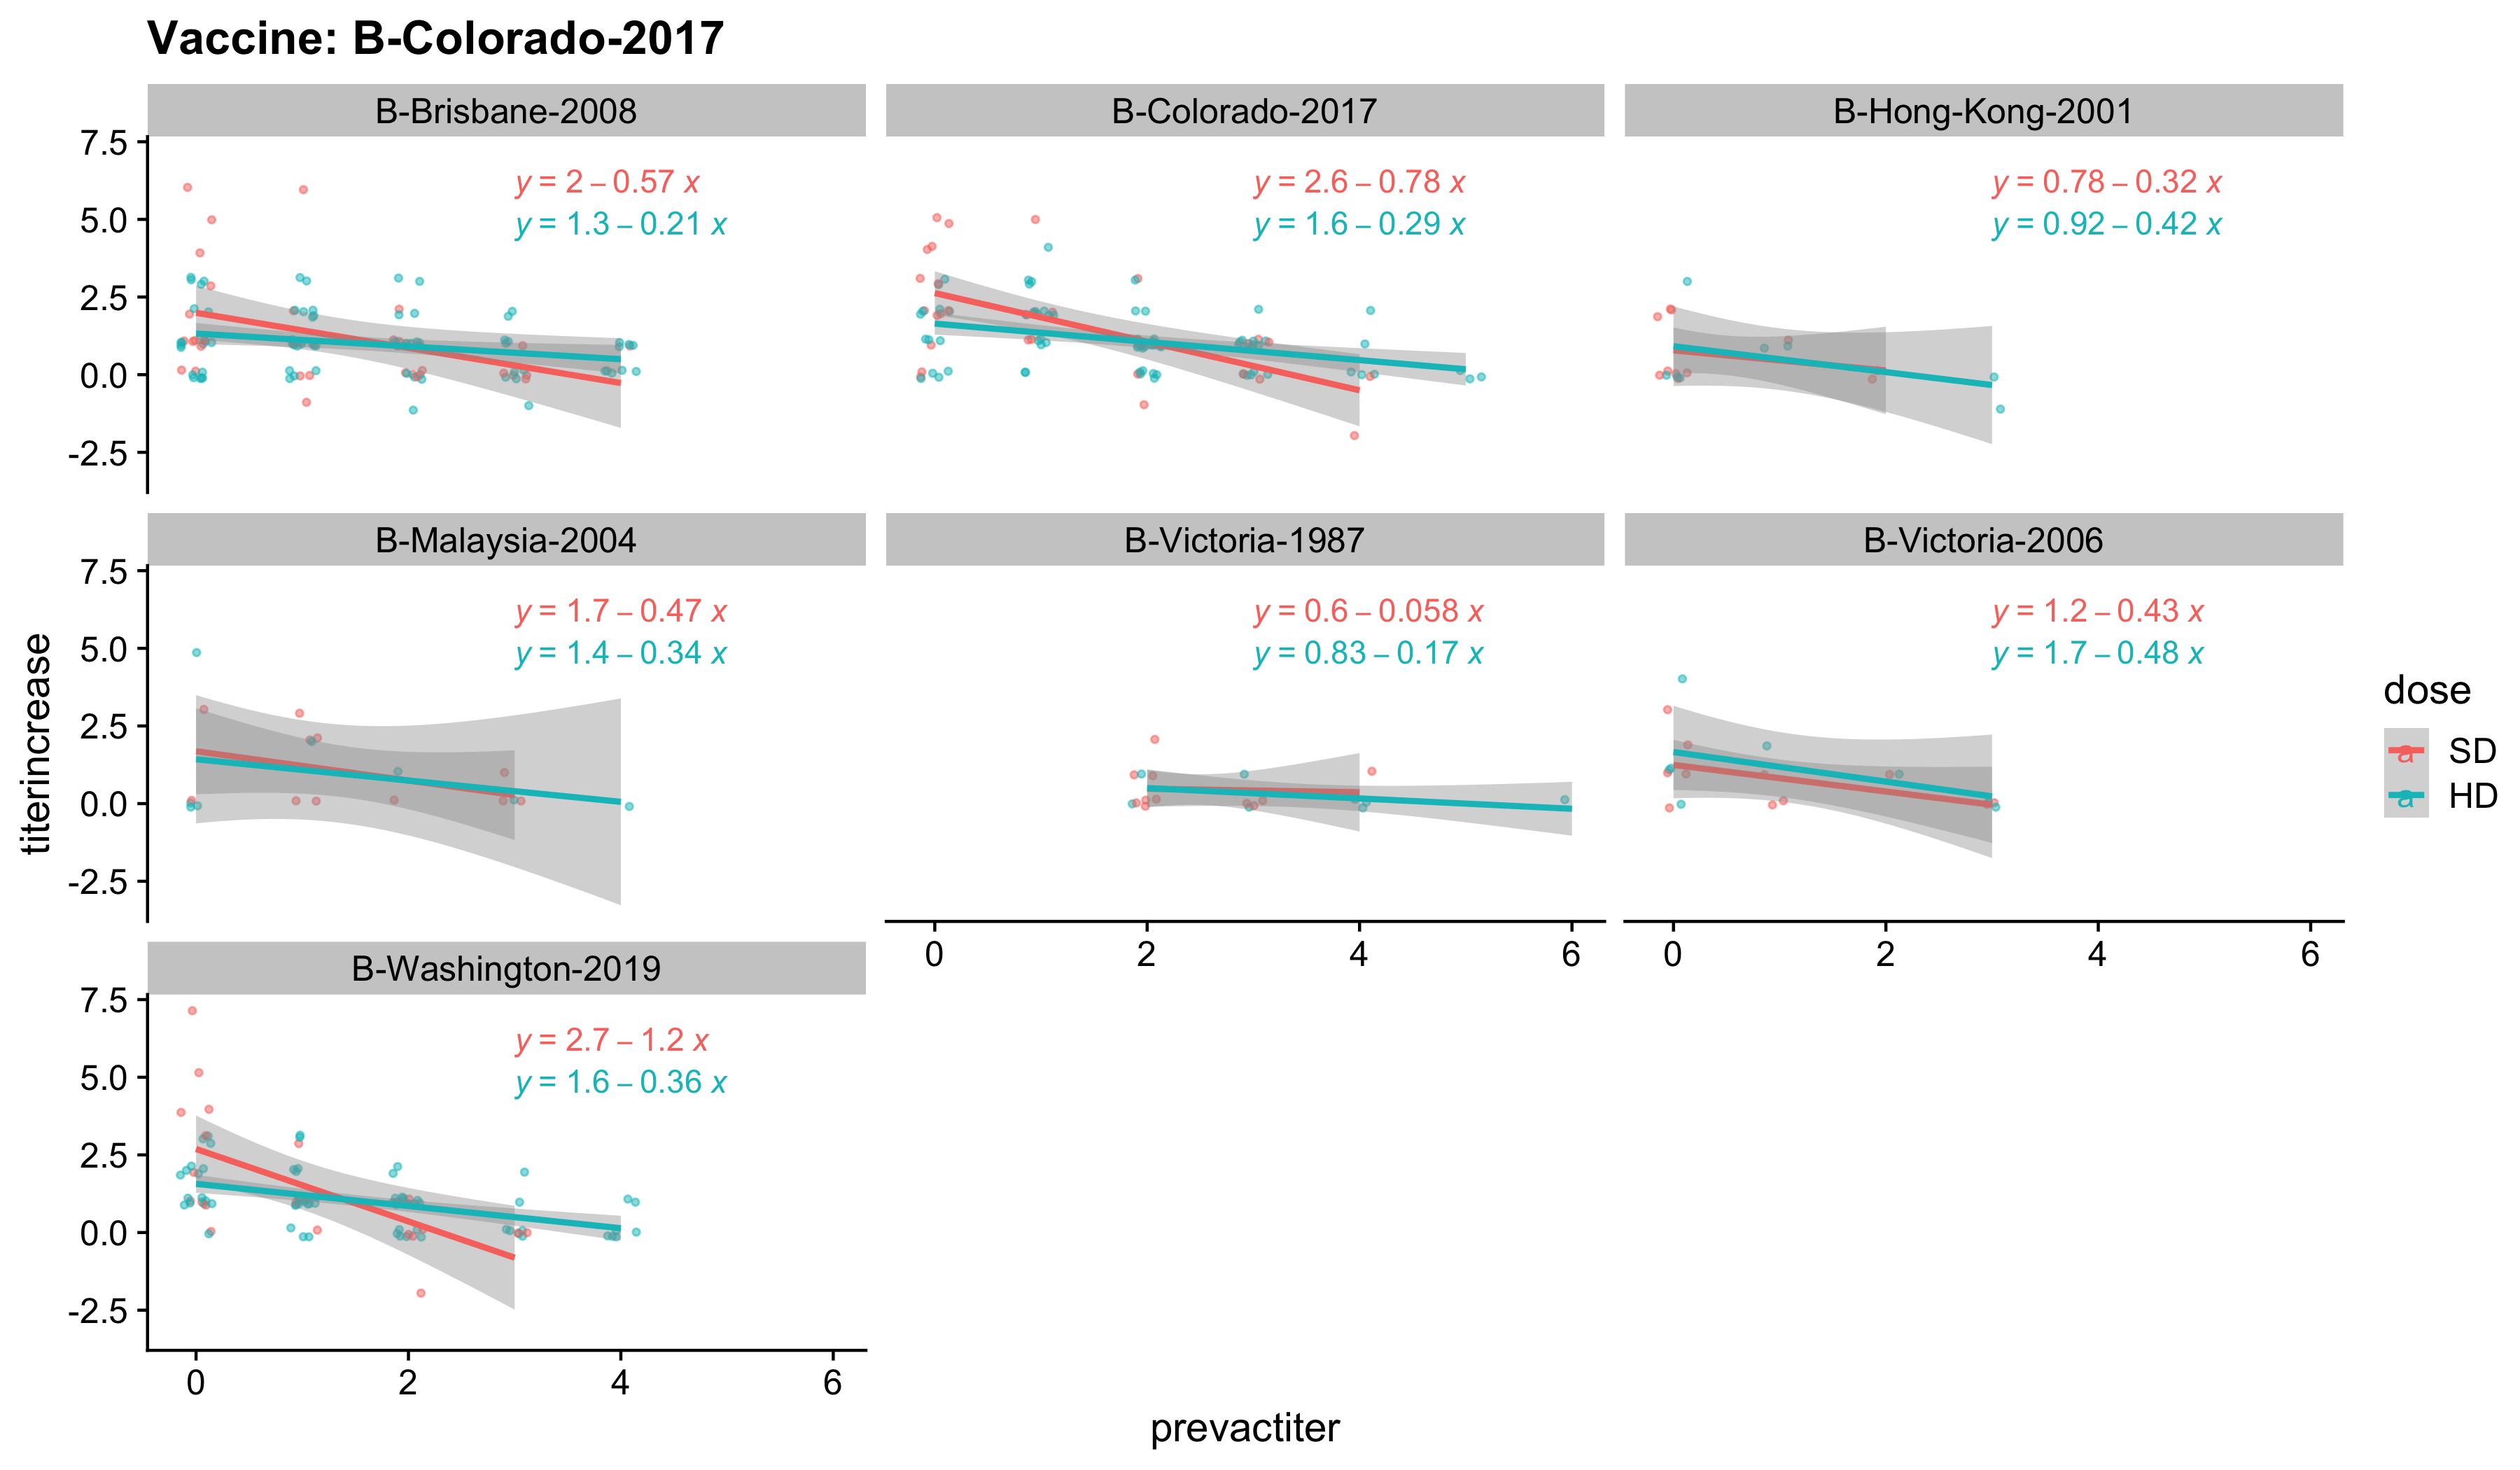 Vaccine: B-Colorado-2017
B-Brisbane-2008
B-Colorado-2017
B-Hong-Kong-2001
7.5
5.0
2.5
0.0
-2.5
y = 2 – 0.57 x
y = 1.3 – 0.21 x
y = 2.6 – 0.78 x
y = 1.6 – 0.29 x
y = 0.78 – 0.32 x
y = 0.92 – 0.42 x
B-Malaysia-2004
B-Victoria-1987
B-Victoria-2006
7.5
5.0
2.5
0.0
-2.5
y = 1.7 – 0.47 x
y = 1.4 – 0.34 x
y = 0.6 – 0.058 x
y = 0.83 – 0.17 x
y = 1.2 – 0.43 x
y = 1.7 – 0.48 x
0 2 4 6
0 2 4 6
titerincrease
dose
a SD
a HD
B-Washington-2019
7.5
5.0
2.5
0.0
-2.5
y = 2.7 – 1.2 x
y = 1.6 – 0.36 x
0 2 4 6
prevactiter